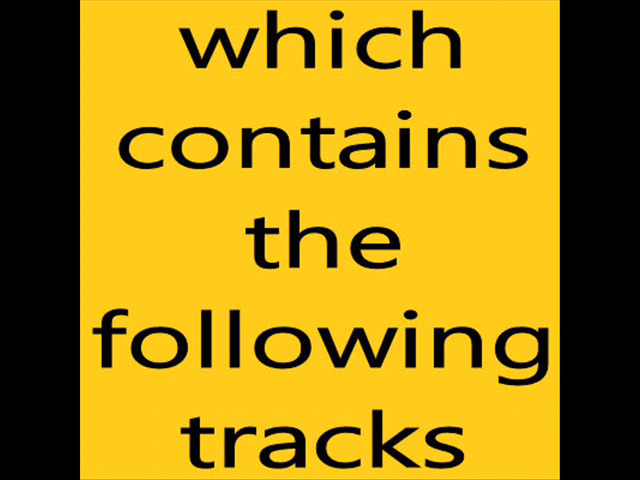 which
contains
the
following
tracks